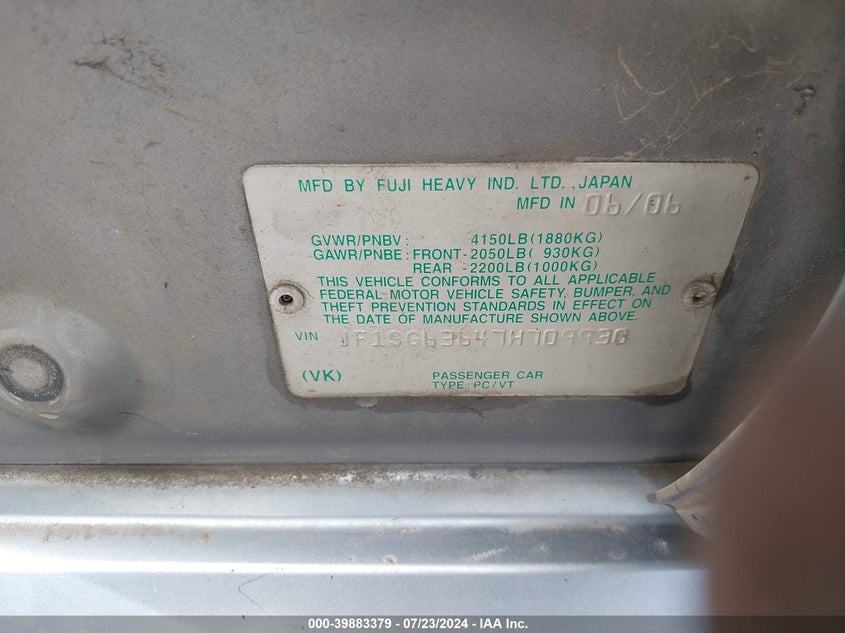 MFD BY FUJI HEAVY IND. LTD., JAPAN
MFD IN 06/06
GVWR/PNBV: 4150LB(1880KG)
GAWR/PNBE: FRONT-2050LB( 930KG)
REAR -2200LB(1000KG)
THIS VEHICLE CONFORMS TO ALL APPLICABLE
FEDERAL MOTOR VEHICLE SAFETY, BUMPER, AND
THEFT PREVENTION STANDARDS IN EFFECT ON
THE DATE OF MANUFACTURE SHOWN ABOVE.
VIN JF1SG63647H709930
(VK) PASSENGER CAR
TYPE:PC/VT
000-39883379 / 07/23/2024 - IAA Inc.